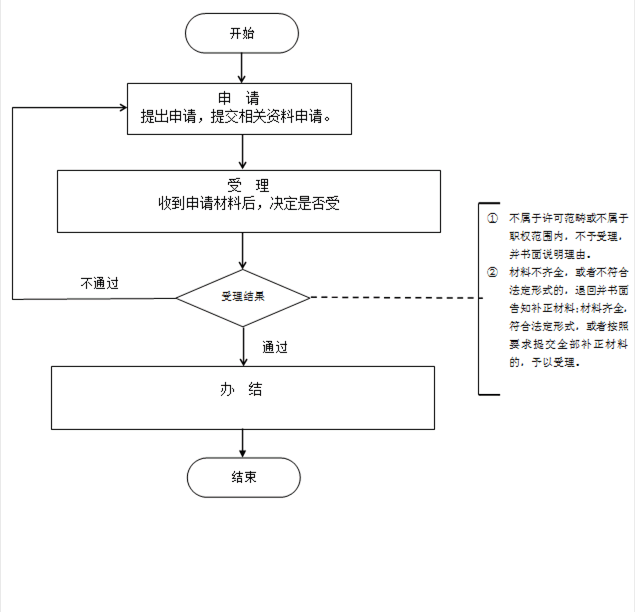 开始
申 请
提出申请，提交相关资料申请。
受 理
收到申请材料后，决定是否受
不通过
受理结果
通过
办 结
结束
① 不属于许可范畴或不属于
职权范围内，不予受理，
并书面说明理由。
② 材料不齐全，或者不符合
法定形式的，退回并书面
告知补正材料;材料齐全，
符合法定形式，或者按照
要求提交全部补正材料
的，予以受理。